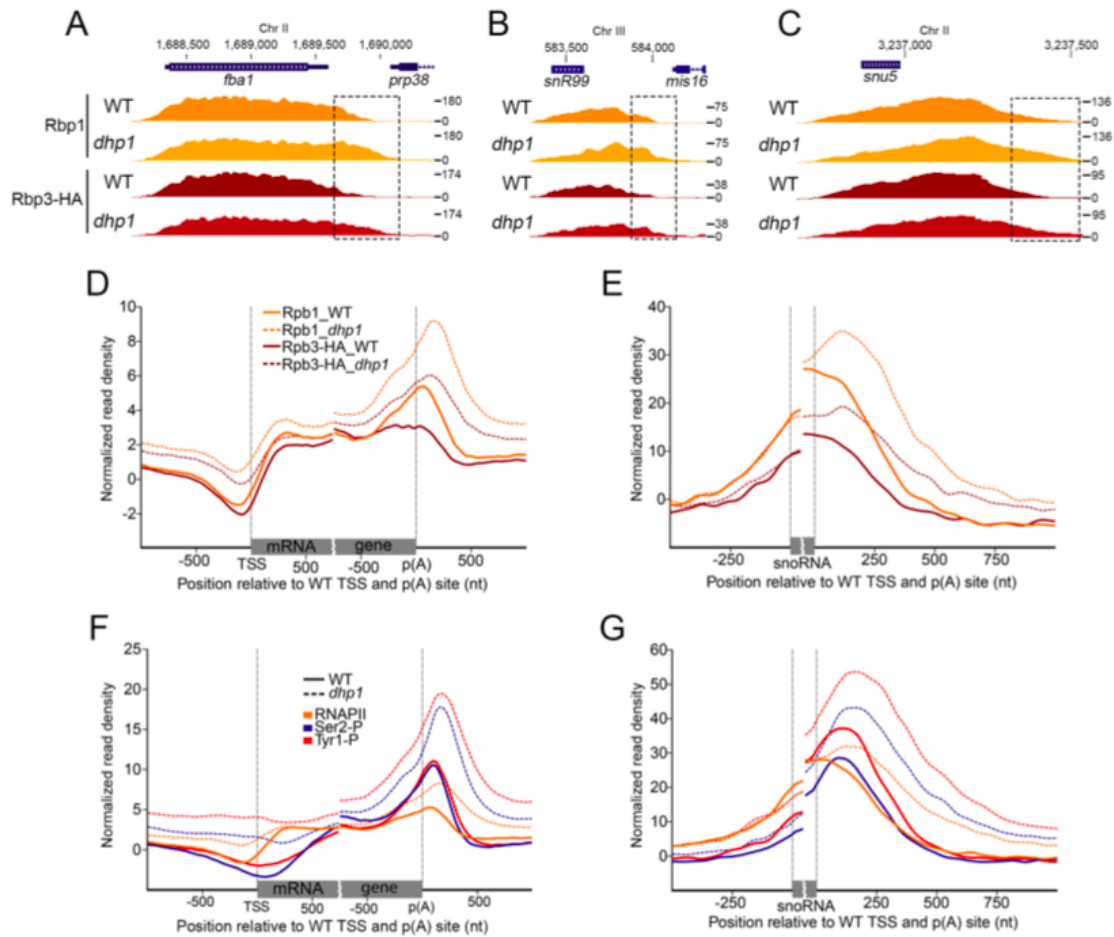 A
Chr II
1,688,500 1,689,000 1,689,500 1,690,000
fba1 prp38
B
Chr III
583,500 584,000
snR99 mis16
C
Chr II
3,237,000 3,237,500
snu5
Rbp1
WT
180
0
75
0
WT
136
0
dhp1
180
0
dhp1
75
0
dhp1
136
0
Rbp3-HA
WT
174
0
WT
38
0
WT
95
0
dhp1
174
0
dhp1
38
0
dhp1
95
0
D
Normalized read density
10
8
6
4
2
0
-2
Rpb1_WT
Rpb1_dhp1
Rpb3-HA_WT
Rpb3-HA_dhp1
mRNA gene
-500 TSS 500 -500 p(A) 500
Position relative to WT TSS and p(A) site (nt)
E
Normalized read density
40
30
20
10
0
-250 snoRNA 250 500 750
Position relative to WT TSS and p(A) site (nt)
F
Normalized read density
25
20
15
10
5
0
WT
dhp1
RNAPII
Ser2-P
Tyr1-P
mRNA gene
-500 TSS 500 -500 p(A) 500
Position relative to WT TSS and p(A) site (nt)
G
Normalized read density
60
50
40
30
20
10
0
-250 snoRNA 250 500 750
Position relative to WT TSS and p(A) site (nt)